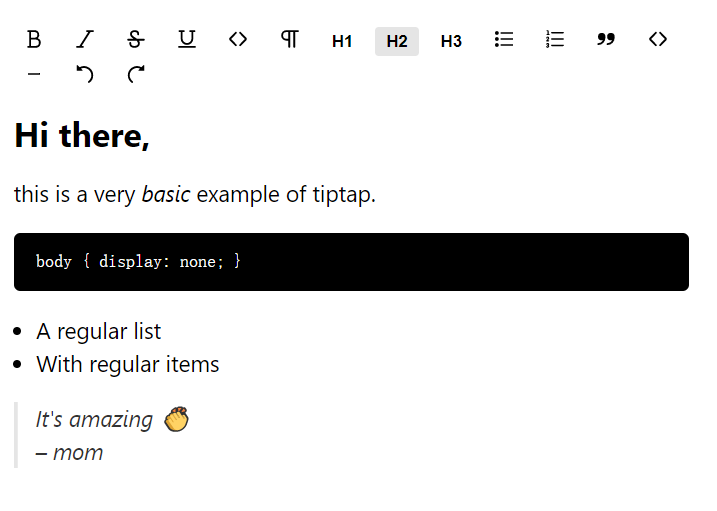 H1 H2 H3
Hi there,
this is a very basic example of tiptap.
body { display: none; }
• A regular list
• With regular items
It's amazing 👏
– mom